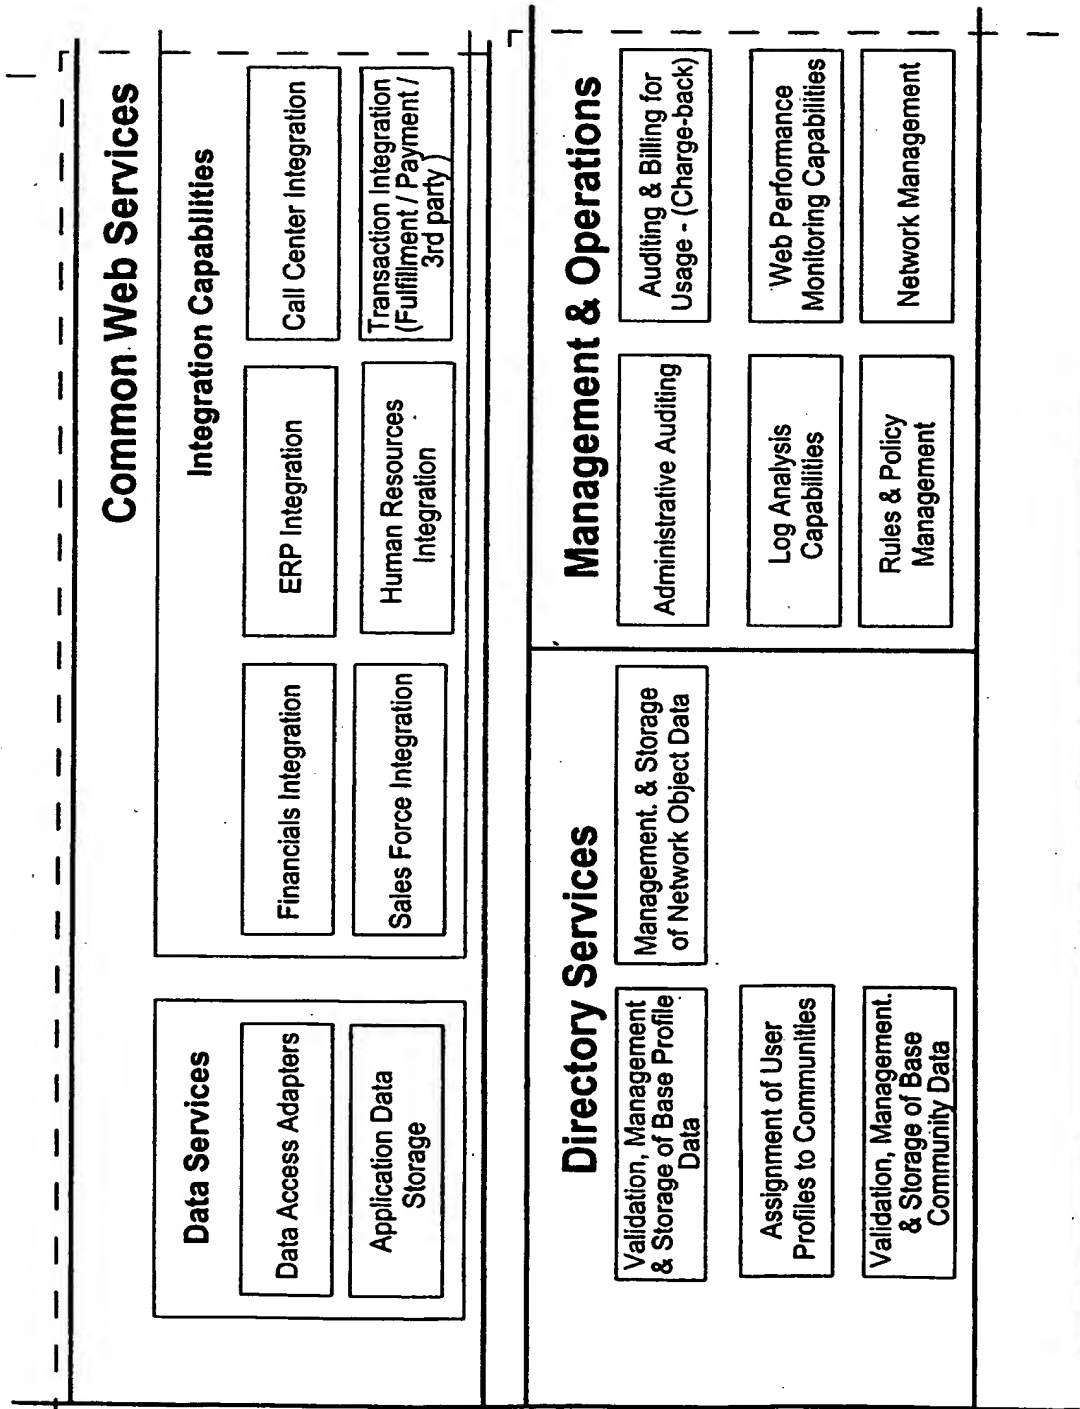 Common Web Services
Data Services
Data Access Adapters
Application Data
Storage
Integration Capabilities
Financials Integration
ERP Integration
Call Center Integration
Sales Force Integration
Human Resources
Integration
Transaction Integration
(Fulfillment / Payment /
3rd party )
Directory Services
Validation, Management
& Storage of Base Profile
Data
Management. & Storage
of Network Object Data
Assignment of User
Profiles to Communities
Validation, Management.
& Storage of Base
Community Data
Management & Operations
Administrative Auditing
Auditing & Billing for
Usage - (Charge-back)
Log Analysis
Capabilities
Web Performance
Monitoring Capabilities
Rules & Policy
Management
Network Management